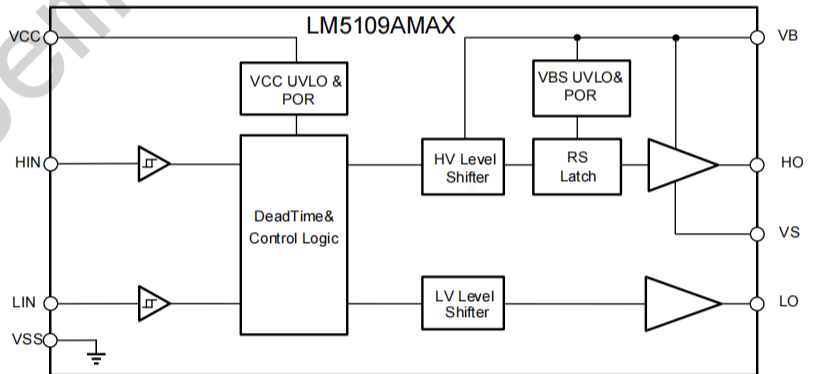 LM5109AMAX
VCC
VB
VCC UVLO &
POR
VBS UVLO&
POR
HIN
HV Level
Shifter
RS
Latch
HO
DeadTime&
Control Logic
VS
LIN
LV Level
Shifter
LO
VSS